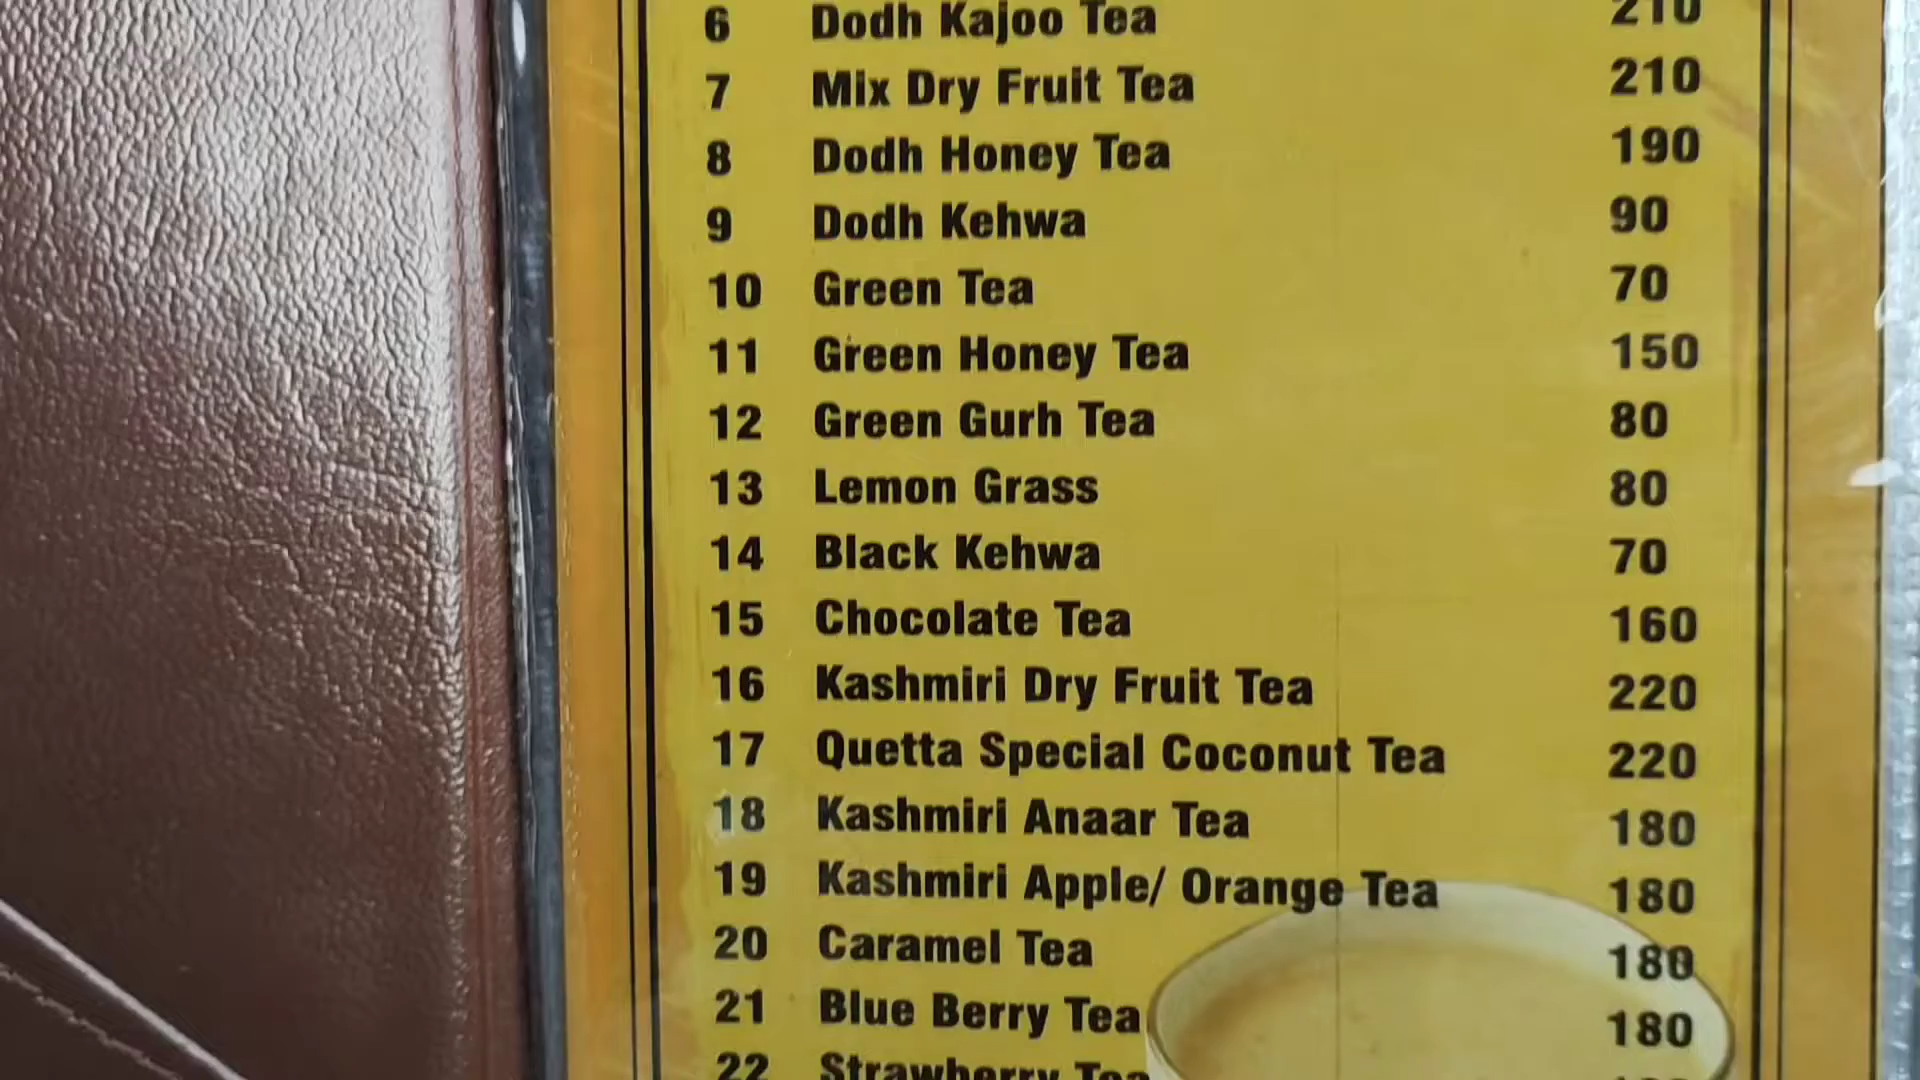 6 Dodh Kajoo Tea 210
7 Mix Dry Fruit Tea 210
8 Dodh Honey Tea 190
9 Dodh Kehwa 90
10 Green Tea 70
11 Green Honey Tea 150
12 Green Gurh Tea 80
13 Lemon Grass 80
14 Black Kehwa 70
15 Chocolate Tea 160
16 Kashmiri Dry Fruit Tea 220
17 Quetta Special Coconut Tea 220
18 Kashmiri Anaar Tea 180
19 Kashmiri Apple/ Orange Tea 180
20 Caramel Tea 180
21 Blue Berry Tea 180
22 Strawberry Tea